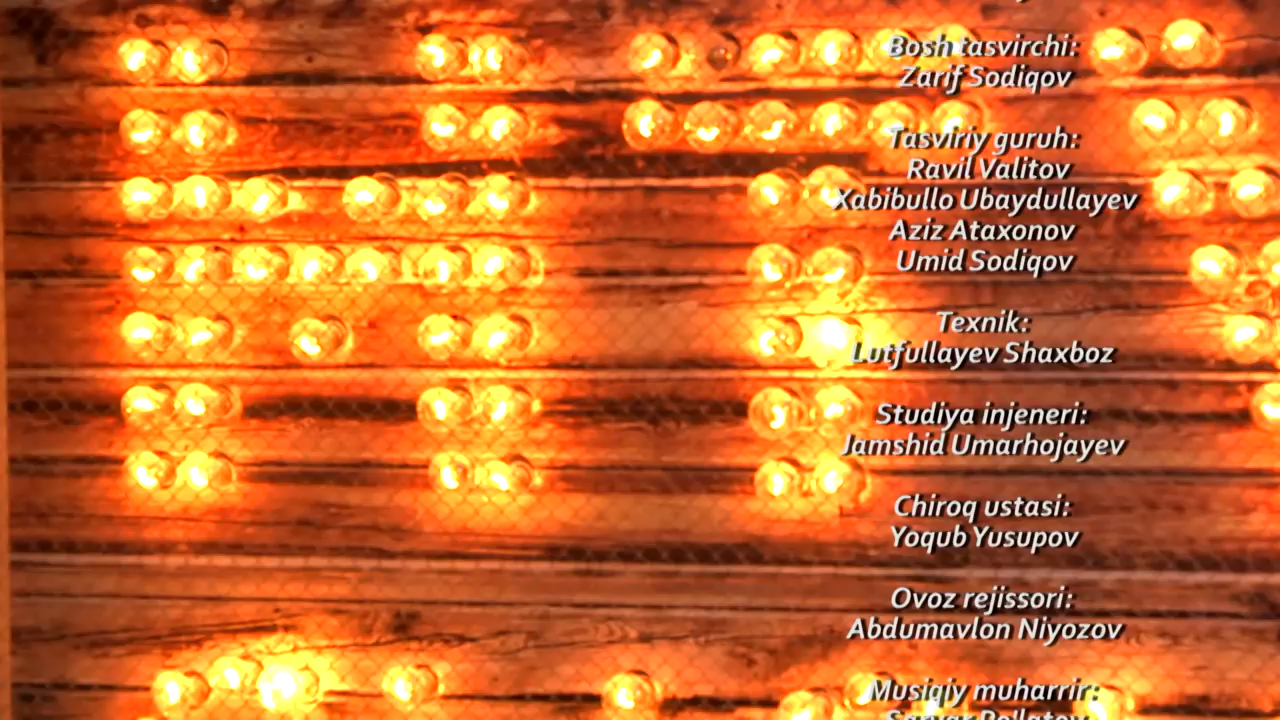 Bosh tasvirchi:
Zarif Sodiqov
Tasviriy guruh:
Ravil Valitov
Xabibullo Ubaydullayev
Aziz Ataxonov
Umid Sodiqov
Texnik:
Lutfullayev Shaxboz
Studiya injeneri:
Jamshid Umarhojayev
Chiroq ustasi:
Yoqub Yusupov
Ovoz rejissori:
Abdumavlon Niyozov
Musiqiy muharrir: